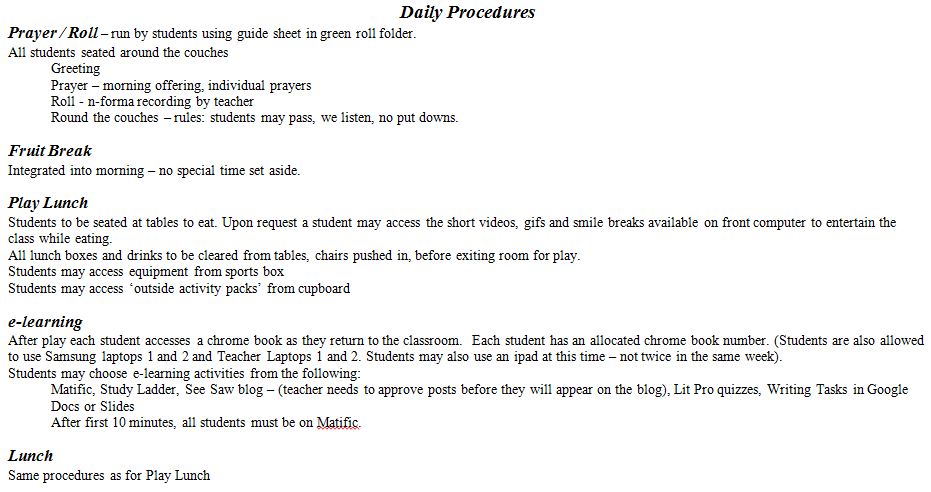 Daily Procedures
Prayer / Roll – run by students using guide sheet in green roll folder.
All students seated around the couches
Greeting
Prayer – morning offering, individual prayers
Roll - n-forma recording by teacher
Round the couches – rules: students may pass, we listen, no put downs.
Fruit Break
Integrated into morning – no special time set aside.
Play Lunch
Students to be seated at tables to eat. Upon request a student may access the short videos, gifs and smile breaks available on front computer to entertain the
class while eating.
All lunch boxes and drinks to be cleared from tables, chairs pushed in, before exiting room for play.
Students may access equipment from sports box
Students may access ‘outside activity packs’ from cupboard
e-learning
After play each student accesses a chrome book as they return to the classroom. Each student has an allocated chrome book number. (Students are also allowed
to use Samsung laptops 1 and 2 and Teacher Laptops 1 and 2. Students may also use an ipad at this time – not twice in the same week).
Students may choose e-learning activities from the following:
Matific, Study Ladder, See Saw blog – (teacher needs to approve posts before they will appear on the blog), Lit Pro quizzes, Writing Tasks in Google
Docs or Slides
After first 10 minutes, all students must be on Matific.
Lunch
Same procedures as for Play Lunch